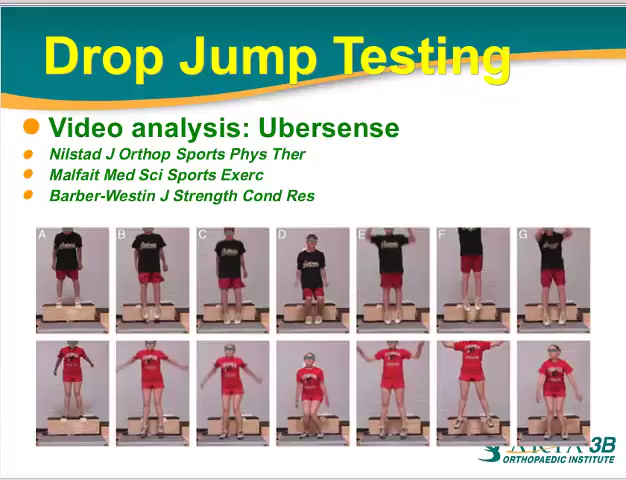 Drop Jump Testing
Video analysis: Ubersense
Nilstad J Orthop Sports Phys Ther
Malfait Med Sci Sports Exerc
Barber-Westin J Strength Cond Res
A B C D E F G
3B
ORTHOPAEDIC INSTITUTE